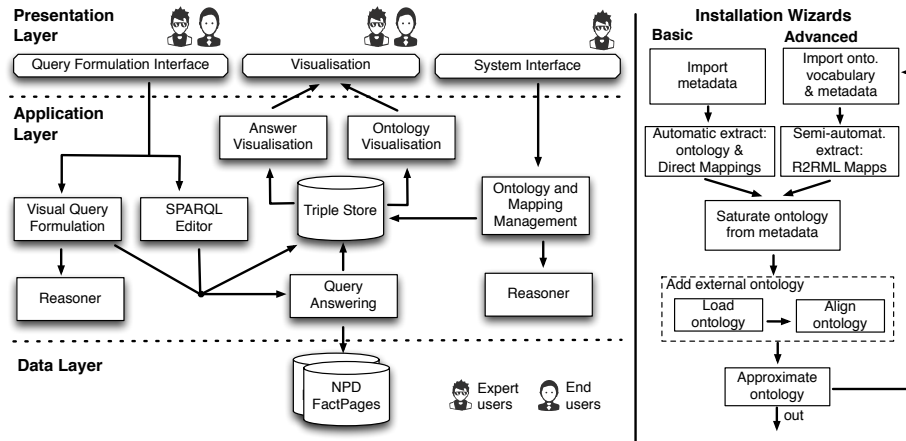 Presentation
Layer
Query Formulation Interface
Visualisation
System Interface
Application
Layer
Answer
Visualisation
Ontology
Visualisation
Visual Query
Formulation
SPARQL
Editor
Triple Store
Ontology and
Mapping
Management
Reasoner
Query
Answering
Reasoner
Data Layer
NPD
FactPages
Expert
users
End
users
Installation Wizards
Basic
Advanced
Import
metadata
Import onto.
vocabulary
& metadata
Automatic extract:
ontology &
Direct Mappings
Semi-automat.
extract:
R2RML Mapps
Saturate ontology
from metadata
Add external ontology
Load
ontology
Align
ontology
Approximate
ontology
out